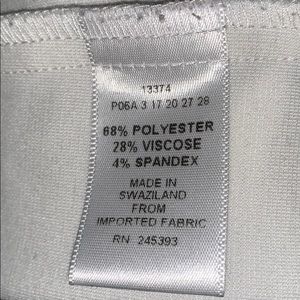 13374
P06A 3 17 20 27 28
68% POLYESTER
28% VISCOSE
4% SPANDEX
MADE IN
SWAZILAND
FROM
IMPORTED FABRIC
RN 245393